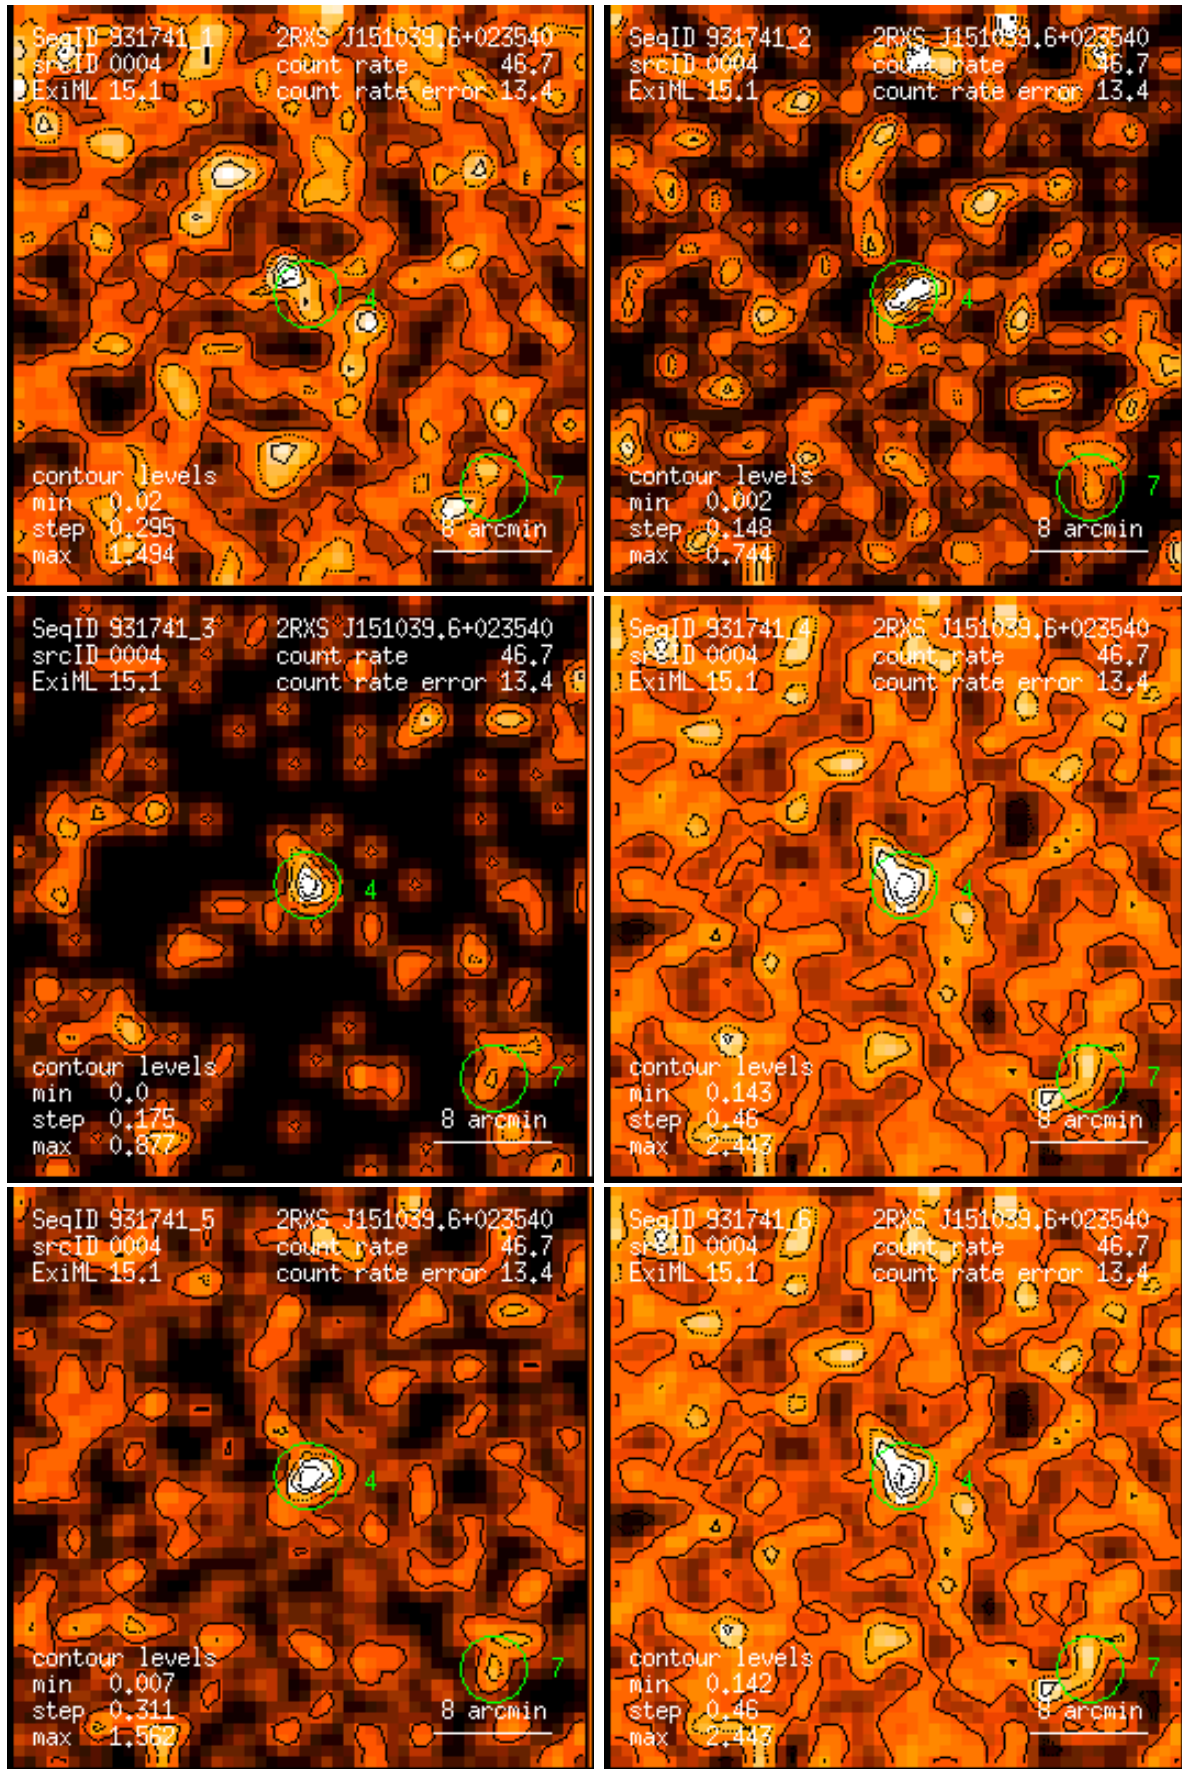 SeqID 931741_1 2RXS J151039.6+023540
srcID 0004 count rate 46.7
ExiML 15.1 count rate error 13.4
4
contour levels
min 0.02
step 0.295
max 1.494
7
8 arcmin
SeqID 931741_2 2RXS J151039.6+023540
srcID 0004 count rate 46.7
ExiML 15.1 count rate error 13.4
4
contour levels
min 0.002
step 0.148
max 0.744
7
8 arcmin
SeqID 931741_3 2RXS J151039.6+023540
srcID 0004 count rate 46.7
ExiML 15.1 count rate error 13.4
4
contour levels
min 0.0
step 0.175
max 0.877
7
8 arcmin
SeqID 931741_4 2RXS J151039.6+023540
srcID 0004 count rate 46.7
ExiML 15.1 count rate error 13.4
4
contour levels
min 0.143
step 0.46
max 2.443
7
8 arcmin
SeqID 931741_5 2RXS J151039.6+023540
srcID 0004 count rate 46.7
ExiML 15.1 count rate error 13.4
4
contour levels
min 0.007
step 0.311
max 1.562
7
8 arcmin
SeqID 931741_6 2RXS J151039.6+023540
srcID 0004 count rate 46.7
ExiML 15.1 count rate error 13.4
4
contour levels
min 0.142
step 0.46
max 2.443
7
8 arcmin